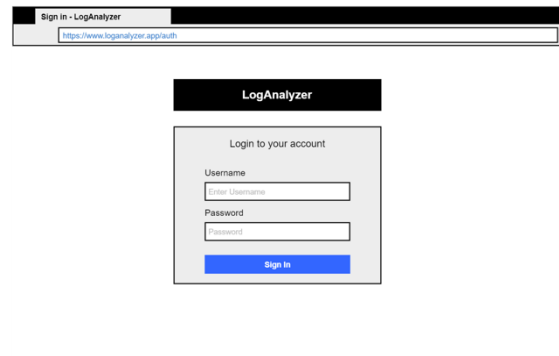 Sign in - LogAnalyzer
https://www.loganalyzer.app/auth
LogAnalyzer
Login to your account
Username
Enter Username
Password
Password
Sign In